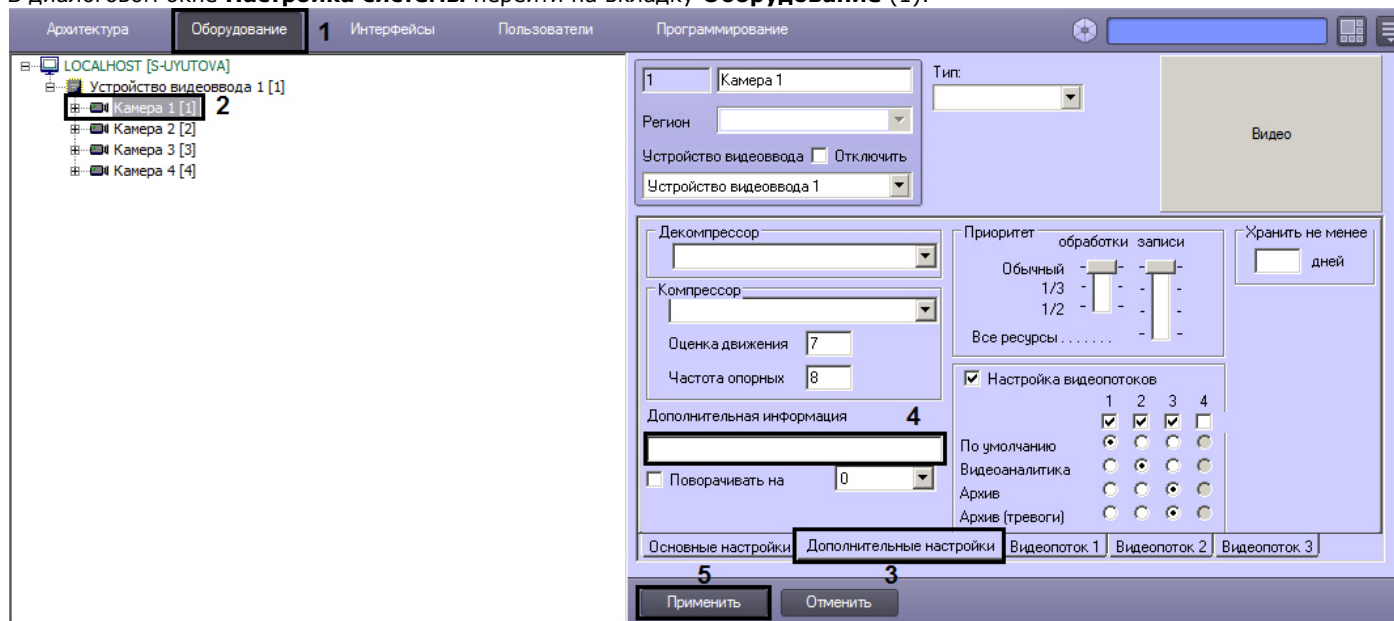 В диалоговом окне Настройка системы перейти на вкладку Оборудование (1).
Архитектура Оборудование 1 Интерфейсы Пользователи Программирование
LOCALHOST [S-UYUTOVA]
Устройство видеоввода 1 [1]
Камера 1 [1] 2
Камера 2 [2]
Камера 3 [3]
Камера 4 [4]
1 Камера 1
Регион
Устройство видеоввода Отключить
Устройство видеоввода 1
Тип:
Видео
Декомпрессор
Компрессор
Оценка движения 7
Частота опорных 8
Дополнительная информация 4
Поворачивать на 0
Приоритет
обработки записи
Обычный
1/3
1/2
Все ресурсы . . . . . . .
Хранить не менее
дней
Настройка видеопотоков
1 2 3 4
По умолчанию
Видеоаналитика
Архив
Архив (тревоги)
Основные настройки Дополнительные настройки Видеопоток 1 Видеопоток 2 Видеопоток 3
5 3
Применить Отменить